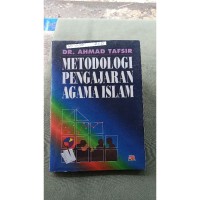 DR. AHMAD TAFSIR
METODOLOGI
PENGAJARAN
AGAMA ISLAM